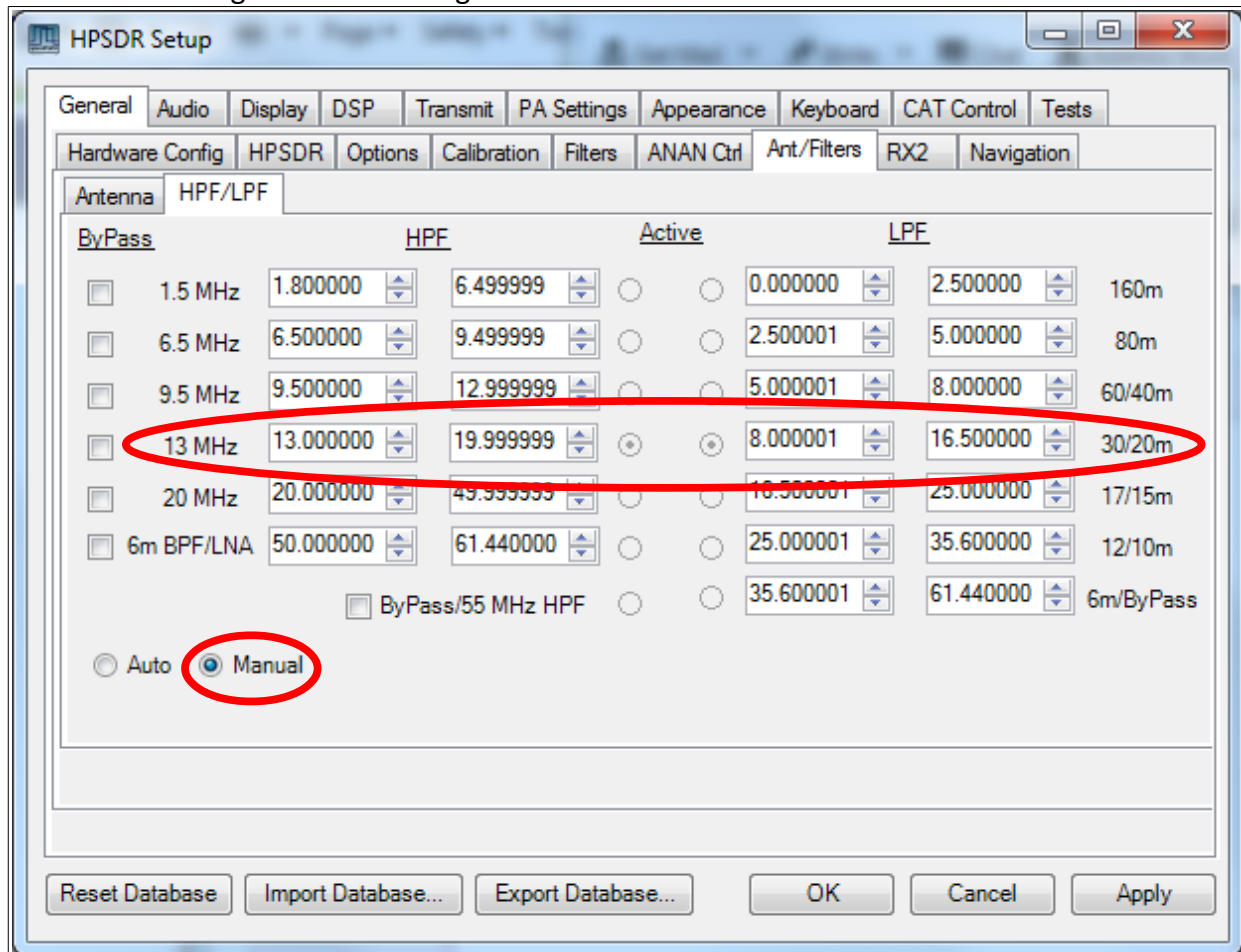 HPSDR Setup
General Audio Display DSP Transmit PA Settings Appearance Keyboard CAT Control Tests
Hardware Config HPSDR Options Calibration Filters ANAN Ctrl Ant/Filters RX2 Navigation
Antenna HPF/LPF
ByPass HPF Active LPF
1.5 MHz 1.800000 6.499999 0.000000 2.500000 160m
6.5 MHz 6.500000 9.499999 2.500001 5.000000 80m
9.5 MHz 9.500000 12.999999 5.000001 8.000000 60/40m
13 MHz 13.000000 19.999999 8.000001 16.500000 30/20m
20 MHz 20.000000 49.999999 16.500001 25.000000 17/15m
6m BPF/LNA 50.000000 61.440000 25.000001 35.600000 12/10m
ByPass/55 MHz HPF 35.600001 61.440000 6m/ByPass
Auto Manual
Reset Database Import Database... Export Database... OK Cancel Apply